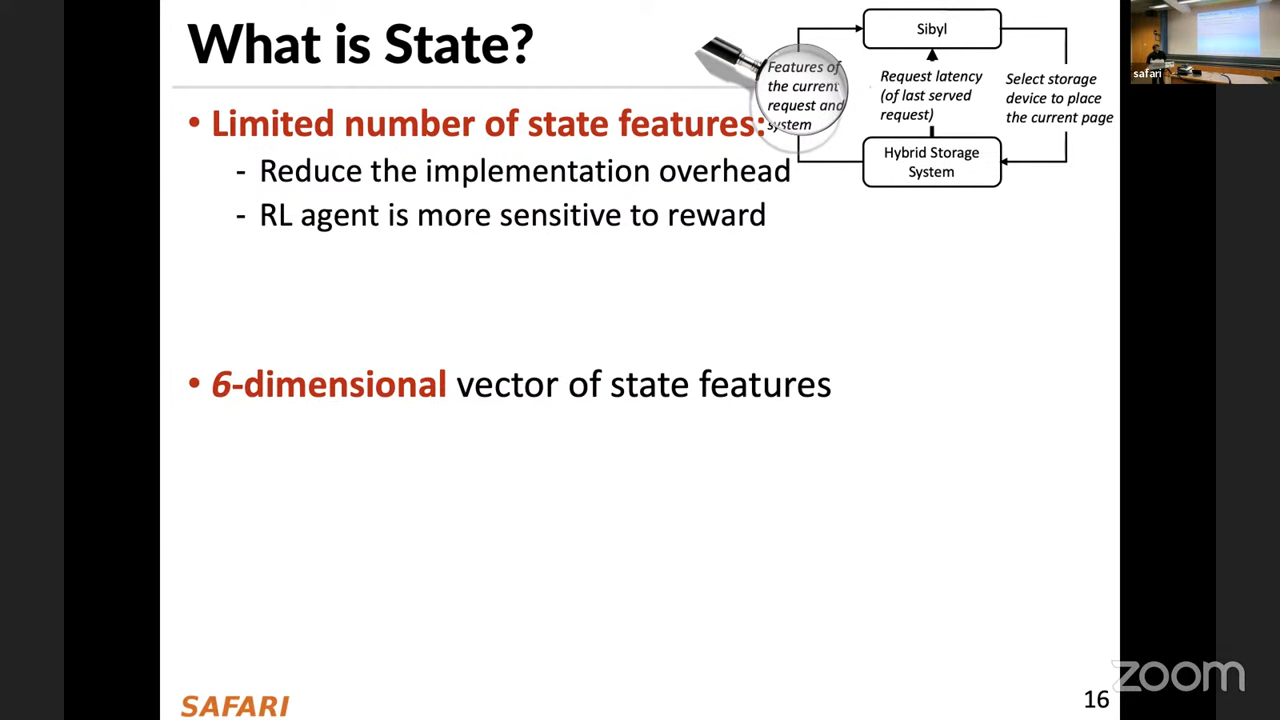 What is State?
Sibyl
Features of
the current
request and
system
Request latency
(of last served
request)
Select storage
device to place
the current page
Hybrid Storage
System
• Limited number of state features:
- Reduce the implementation overhead
- RL agent is more sensitive to reward
• 6-dimensional vector of state features
SAFARI
16
safari
zoom